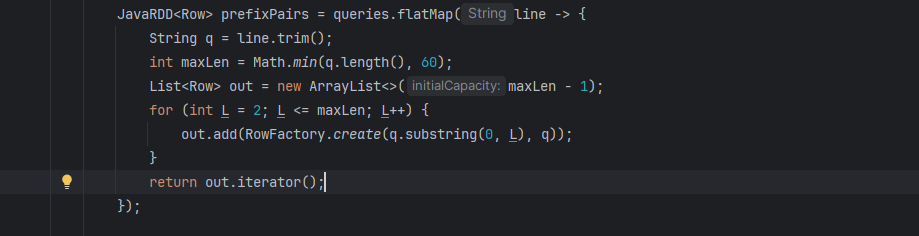 JavaRDD<Row> prefixPairs = queries.flatMap( String line -> {
String q = line.trim();
int maxLen = Math.min(q.length(), 60);
List<Row> out = new ArrayList<>( initialCapacity: maxLen - 1);
for (int L = 2; L <= maxLen; L++) {
out.add(RowFactory.create(q.substring(0, L), q));
}
return out.iterator();
});